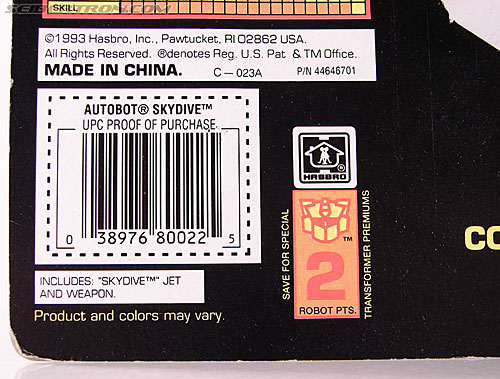 SKILL
©1993 Hasbro, Inc., Pawtucket, RI 02862 USA.
All Rights Reserved. ®denotes Reg. U.S. Pat & TM Office.
MADE IN CHINA. C-023A P/N 44646701
AUTOBOT® SKYDIVE™
UPC PROOF OF PURCHASE
0 38976 80022 5
INCLUDES: "SKYDIVE™" JET
AND WEAPON.
Product and colors may vary.
HASBRO ®
SAVE FOR SPECIAL
™
2
ROBOT PTS.
TRANSFORMER PREMIUMS
CO